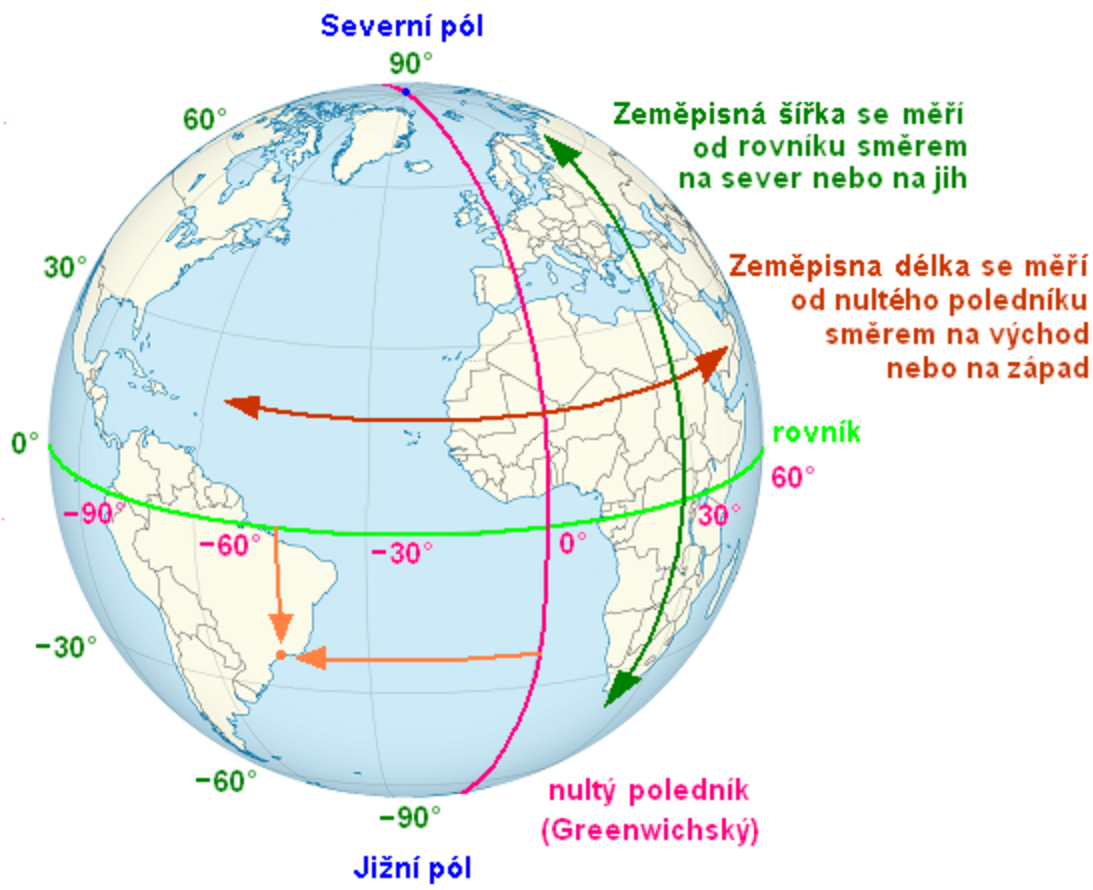 Severní pól
90°
60°
Zeměpisná šířka se měří
od rovníku směrem
na sever nebo na jih
30°
Zeměpisna délka se měří
od nultého poledníku
směrem na východ
nebo na západ
0°
rovník
60°
−90°
−60°
−30°
0°
30°
−30°
−60°
−90°
nultý poledník
(Greenwichský)
Jižní pól